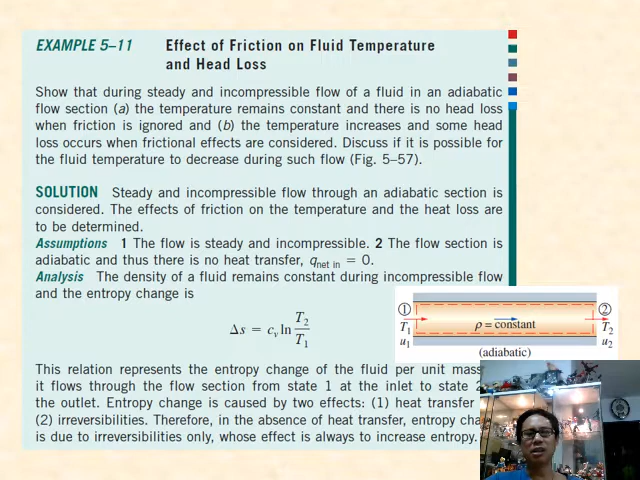 EXAMPLE 5–11 Effect of Friction on Fluid Temperature
and Head Loss
Show that during steady and incompressible flow of a fluid in an adiabatic
flow section (a) the temperature remains constant and there is no head loss
when friction is ignored and (b) the temperature increases and some head
loss occurs when frictional effects are considered. Discuss if it is possible for
the fluid temperature to decrease during such flow (Fig. 5–57).
SOLUTION Steady and incompressible flow through an adiabatic section is
considered. The effects of friction on the temperature and the heat loss are
to be determined.
Assumptions 1 The flow is steady and incompressible. 2 The flow section is
adiabatic and thus there is no heat transfer, q_net in = 0.
Analysis The density of a fluid remains constant during incompressible flow
and the entropy change is
Δs = c_v ln T₂/T₁
① ②
T₁ ρ = constant T₂
u₁ u₂
(adiabatic)
This relation represents the entropy change of the fluid per unit mass
it flows through the flow section from state 1 at the inlet to state 2
the outlet. Entropy change is caused by two effects: (1) heat transfer
(2) irreversibilities. Therefore, in the absence of heat transfer, entropy cha
is due to irreversibilities only, whose effect is always to increase entropy.